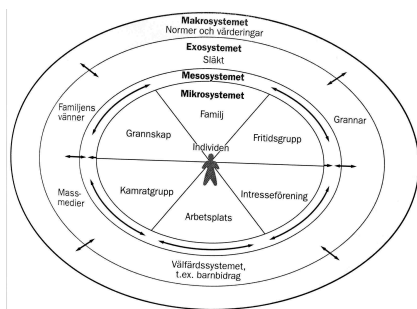 Makrosystemet
Normer och värderingar
Exosystemet
Släkt
Mesosystemet
Mikrosystemet
Familjens
vänner
Familj
Grannar
Grannskap
Fritidsgrupp
Individen
Kamratgrupp
Intresseförening
Mass-
medier
Arbetsplats
Välfärdssystemet,
t.ex. barnbidrag